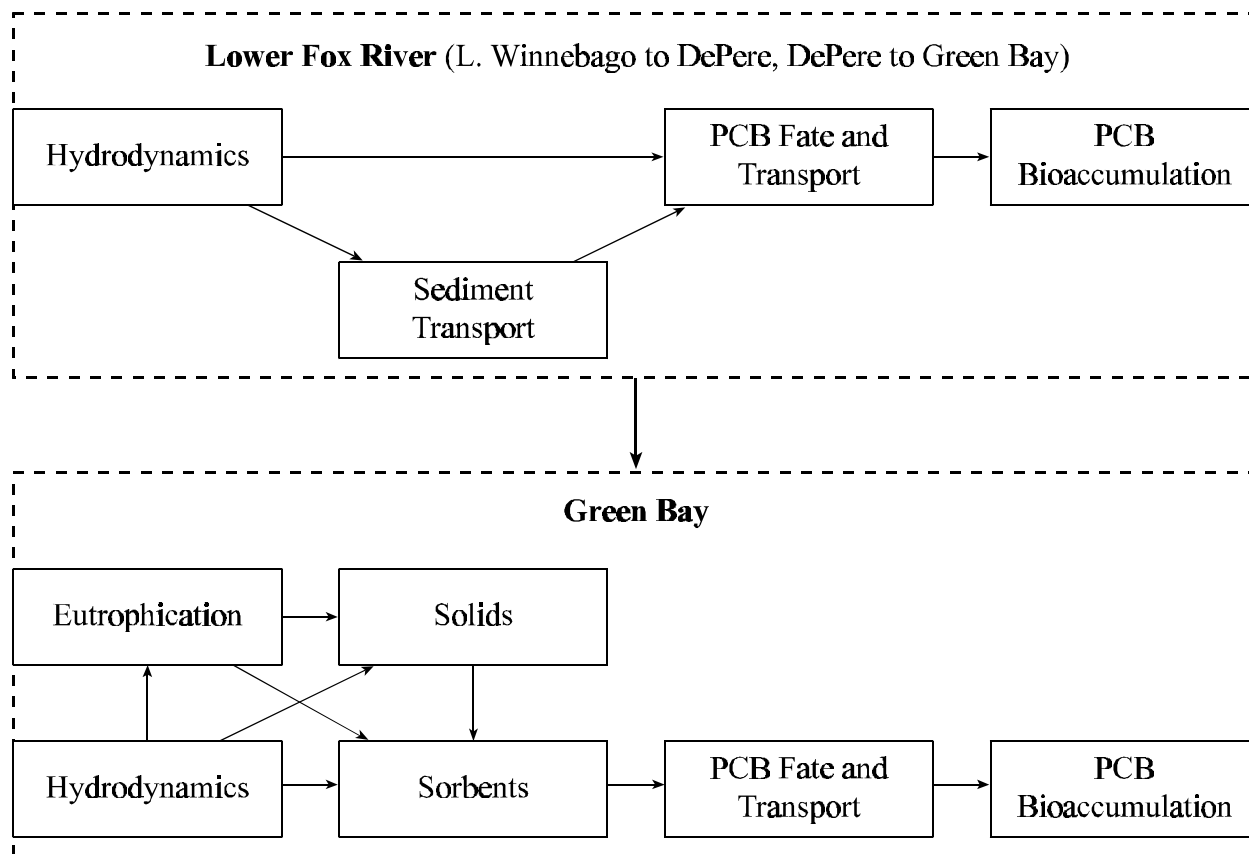 Lower Fox River (L. Winnebago to DePere, DePere to Green Bay)
Hydrodynamics
PCB Fate and
Transport
PCB
Bioaccumulation
Sediment
Transport
Green Bay
Eutrophication
Solids
Hydrodynamics
Sorbents
PCB Fate and
Transport
PCB
Bioaccumulation